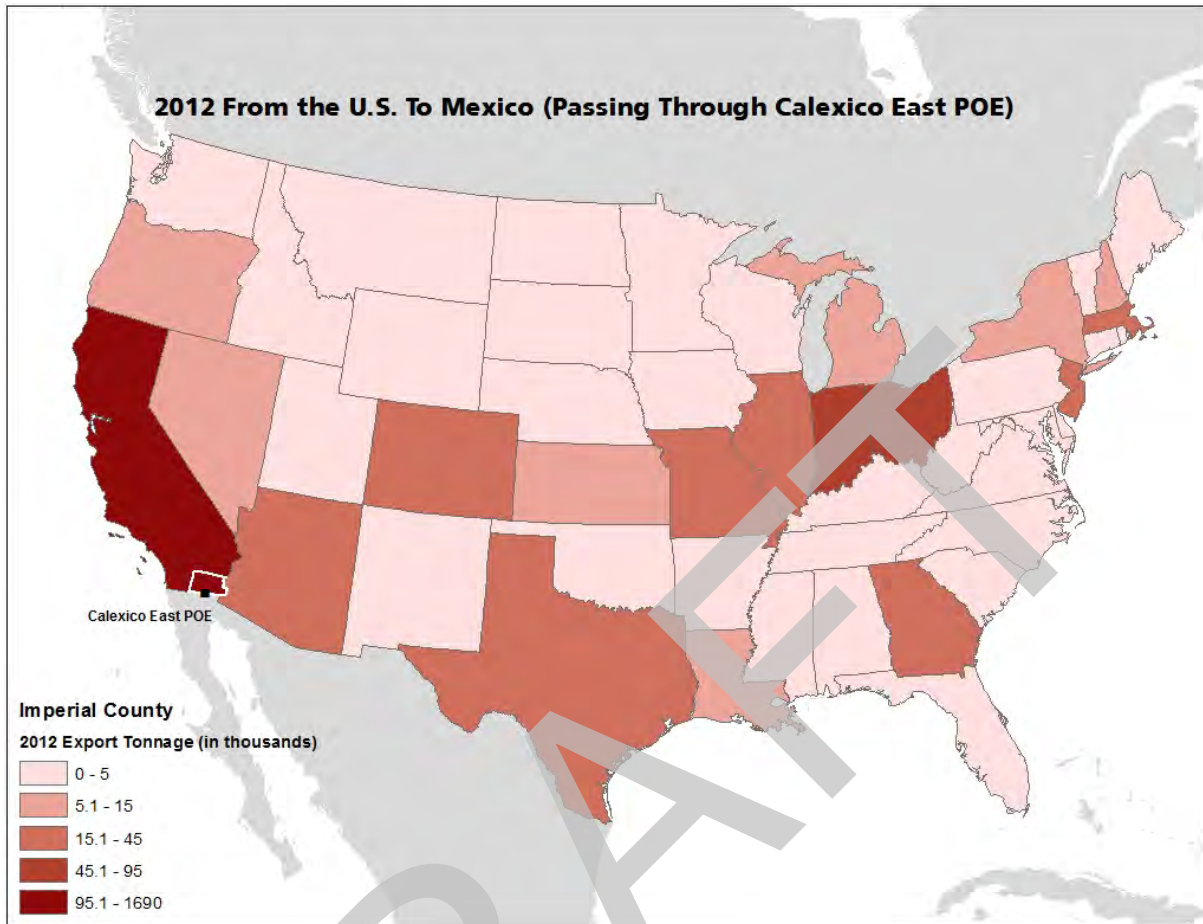 2012 From the U.S. To Mexico (Passing Through Calexico East POE)
Calexico East POE
Imperial County
2012 Export Tonnage (in thousands)
0 - 5
5.1 - 15
15.1 - 45
45.1 - 95
95.1 - 1690
DRAFT